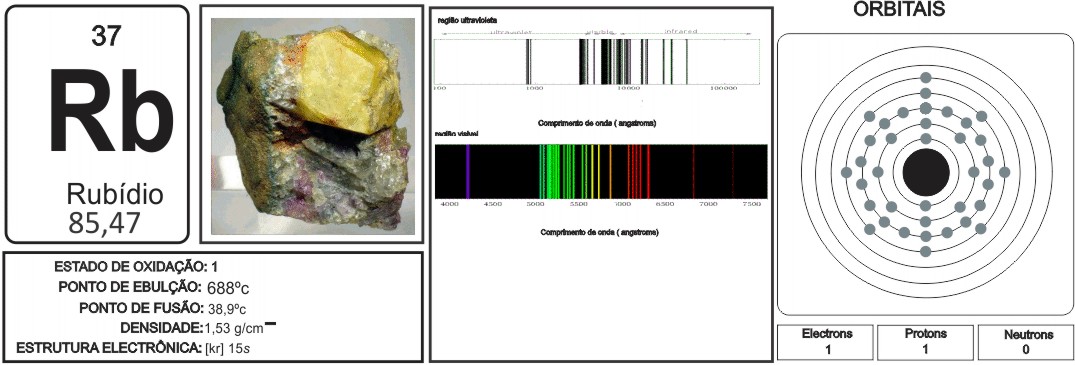 37
Rb
Rubídio
85,47
ESTADO DE OXIDAÇÃO: 1
PONTO DE EBULÇÃO: 688ºc
PONTO DE FUSÃO: 38,9ºc
DENSIDADE:1,53 g/cm
ESTRUTURA ELECTRÔNICA: [kr] 15s
região ultravioleta
ultraviolet visible infrared
100 1000 10000 100000
Comprimento de onda ( angstroms)
região visivel
4000 4500 5000 5500 6000 6500 7000 7500
Comprimento de onda ( angstroms)
ORBITAIS
Electrons
1
Protons
1
Neutrons
0